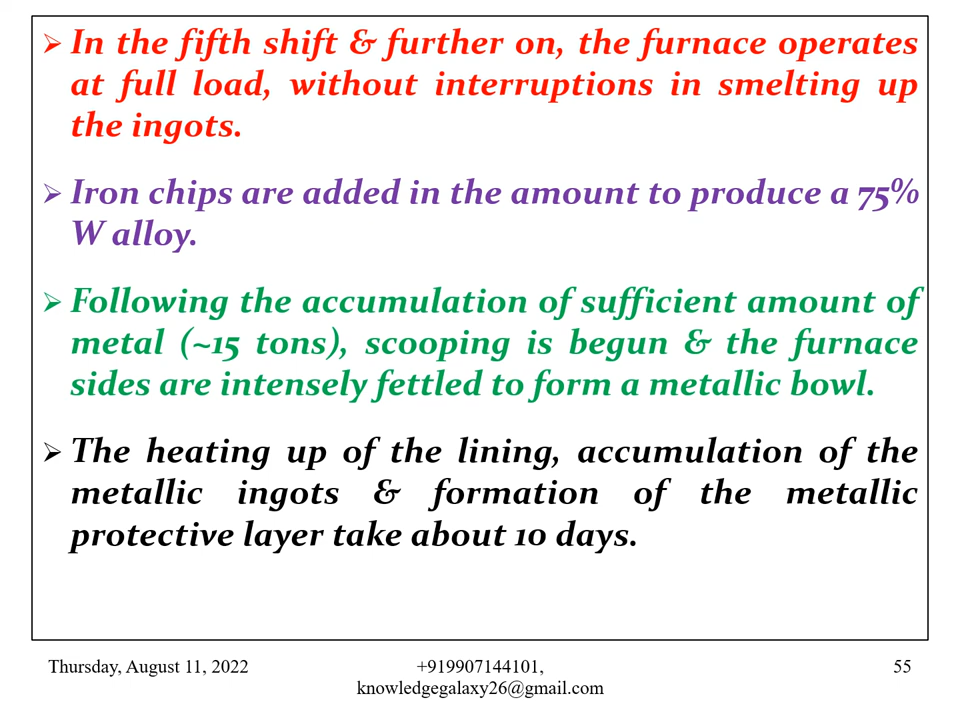 ➢ In the fifth shift & further on, the furnace operates
at full load, without interruptions in smelting up
the ingots.
➢ Iron chips are added in the amount to produce a 75%
W alloy.
➢ Following the accumulation of sufficient amount of
metal (~15 tons), scooping is begun & the furnace
sides are intensely fettled to form a metallic bowl.
➢ The heating up of the lining, accumulation of the
metallic ingots & formation of the metallic
protective layer take about 10 days.
Thursday, August 11, 2022
+919907144101,
knowledgegalaxy26@gmail.com
55